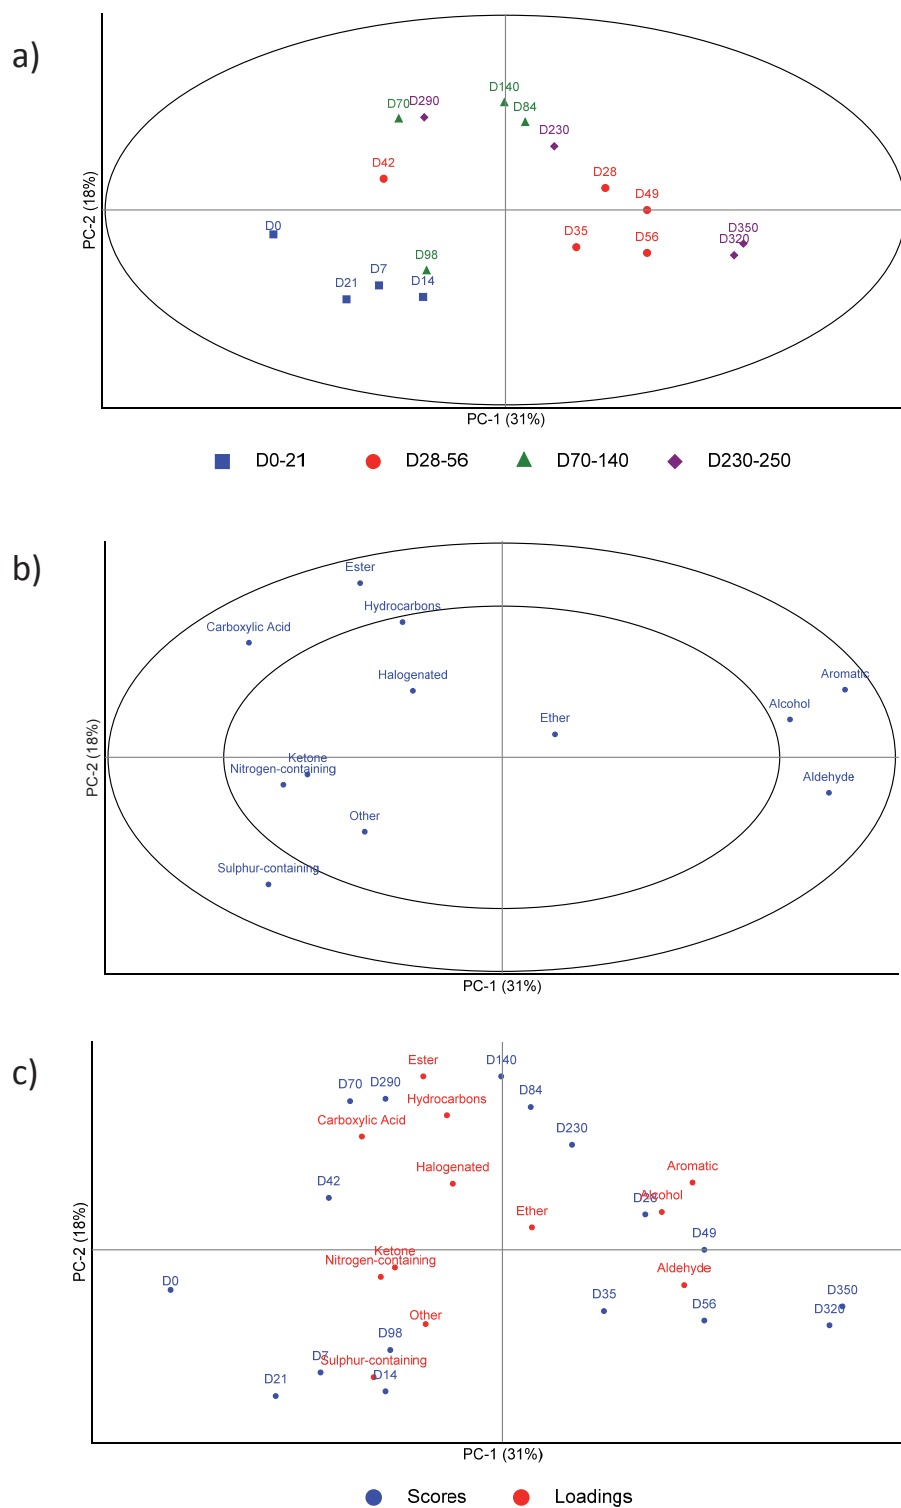 a)
D140
D70
D290
D84
D230
D42
D28
D49
D0
D35
D56
D350
D320
D98
D21
D7
D14
PC-2 (18%)
PC-1 (31%)
D0-21
D28-56
D70-140
D230-250
b)
Ester
Hydrocarbons
Carboxylic Acid
Halogenated
Aromatic
Alcohol
Ether
Ketone
Nitrogen-containing
Aldehyde
Other
Sulphur-containing
PC-2 (18%)
PC-1 (31%)
c)
Ester
D140
D70
D290
D84
Hydrocarbons
Carboxylic Acid
D230
Halogenated
Aromatic
D42
D28
Alcohol
Ether
D49
Ketone
Nitrogen-containing
Aldehyde
D0
D35
D56
D350
D320
Other
D98
D7
Sulphur-containing
D21
D14
PC-2 (18%)
PC-1 (31%)
Scores
Loadings